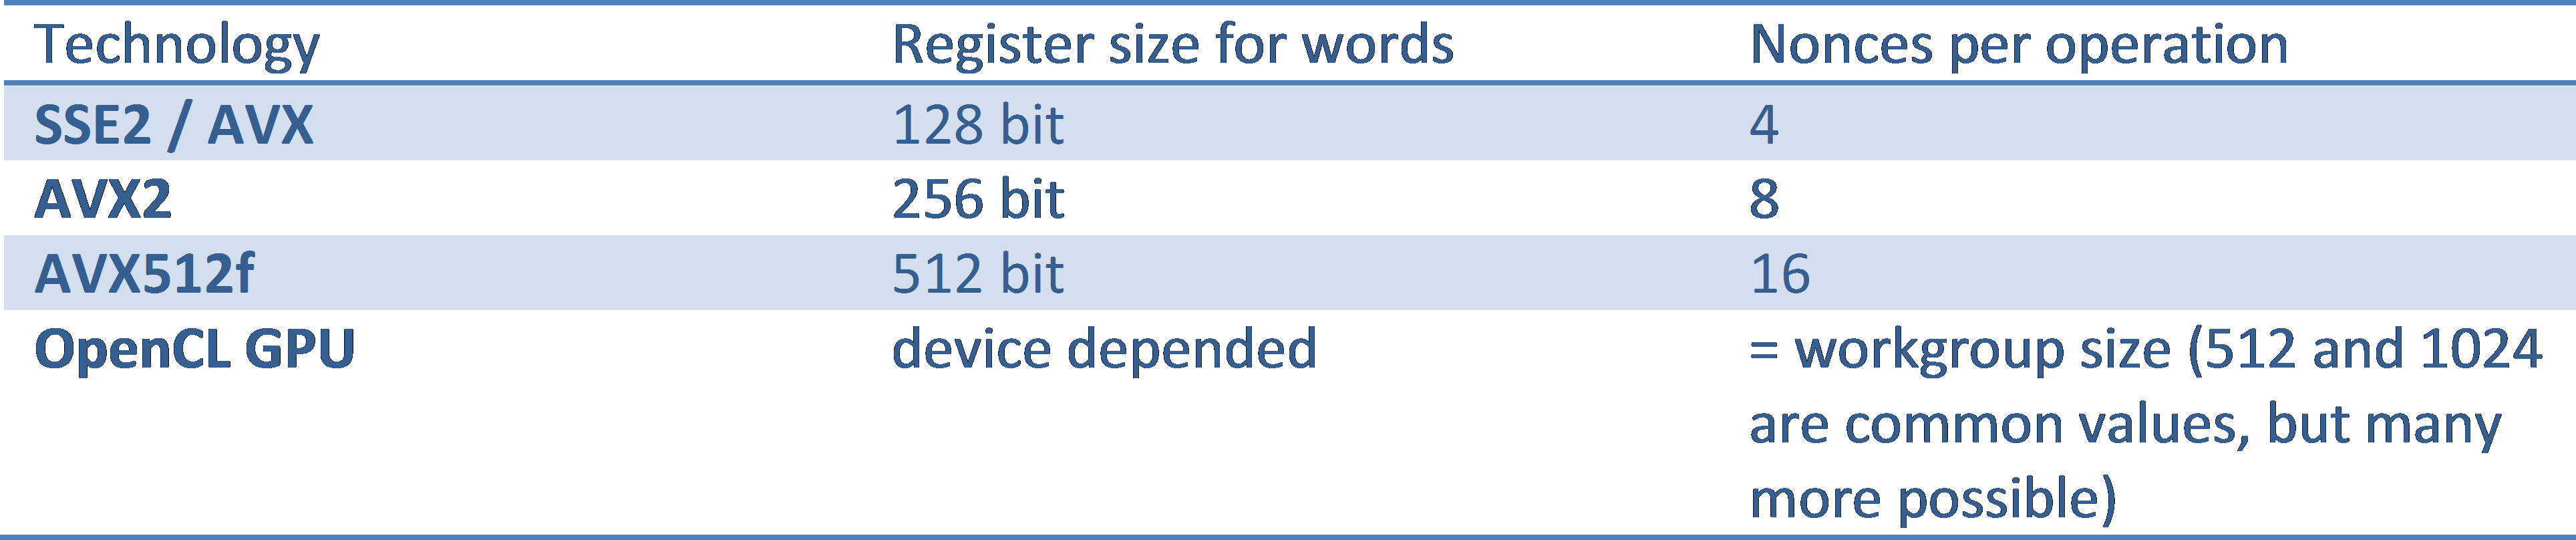 Technology Register size for words Nonces per operation
SSE2 / AVX 128 bit 4
AVX2 256 bit 8
AVX512f 512 bit 16
OpenCL GPU device depended = workgroup size (512 and 1024
are common values, but many
more possible)